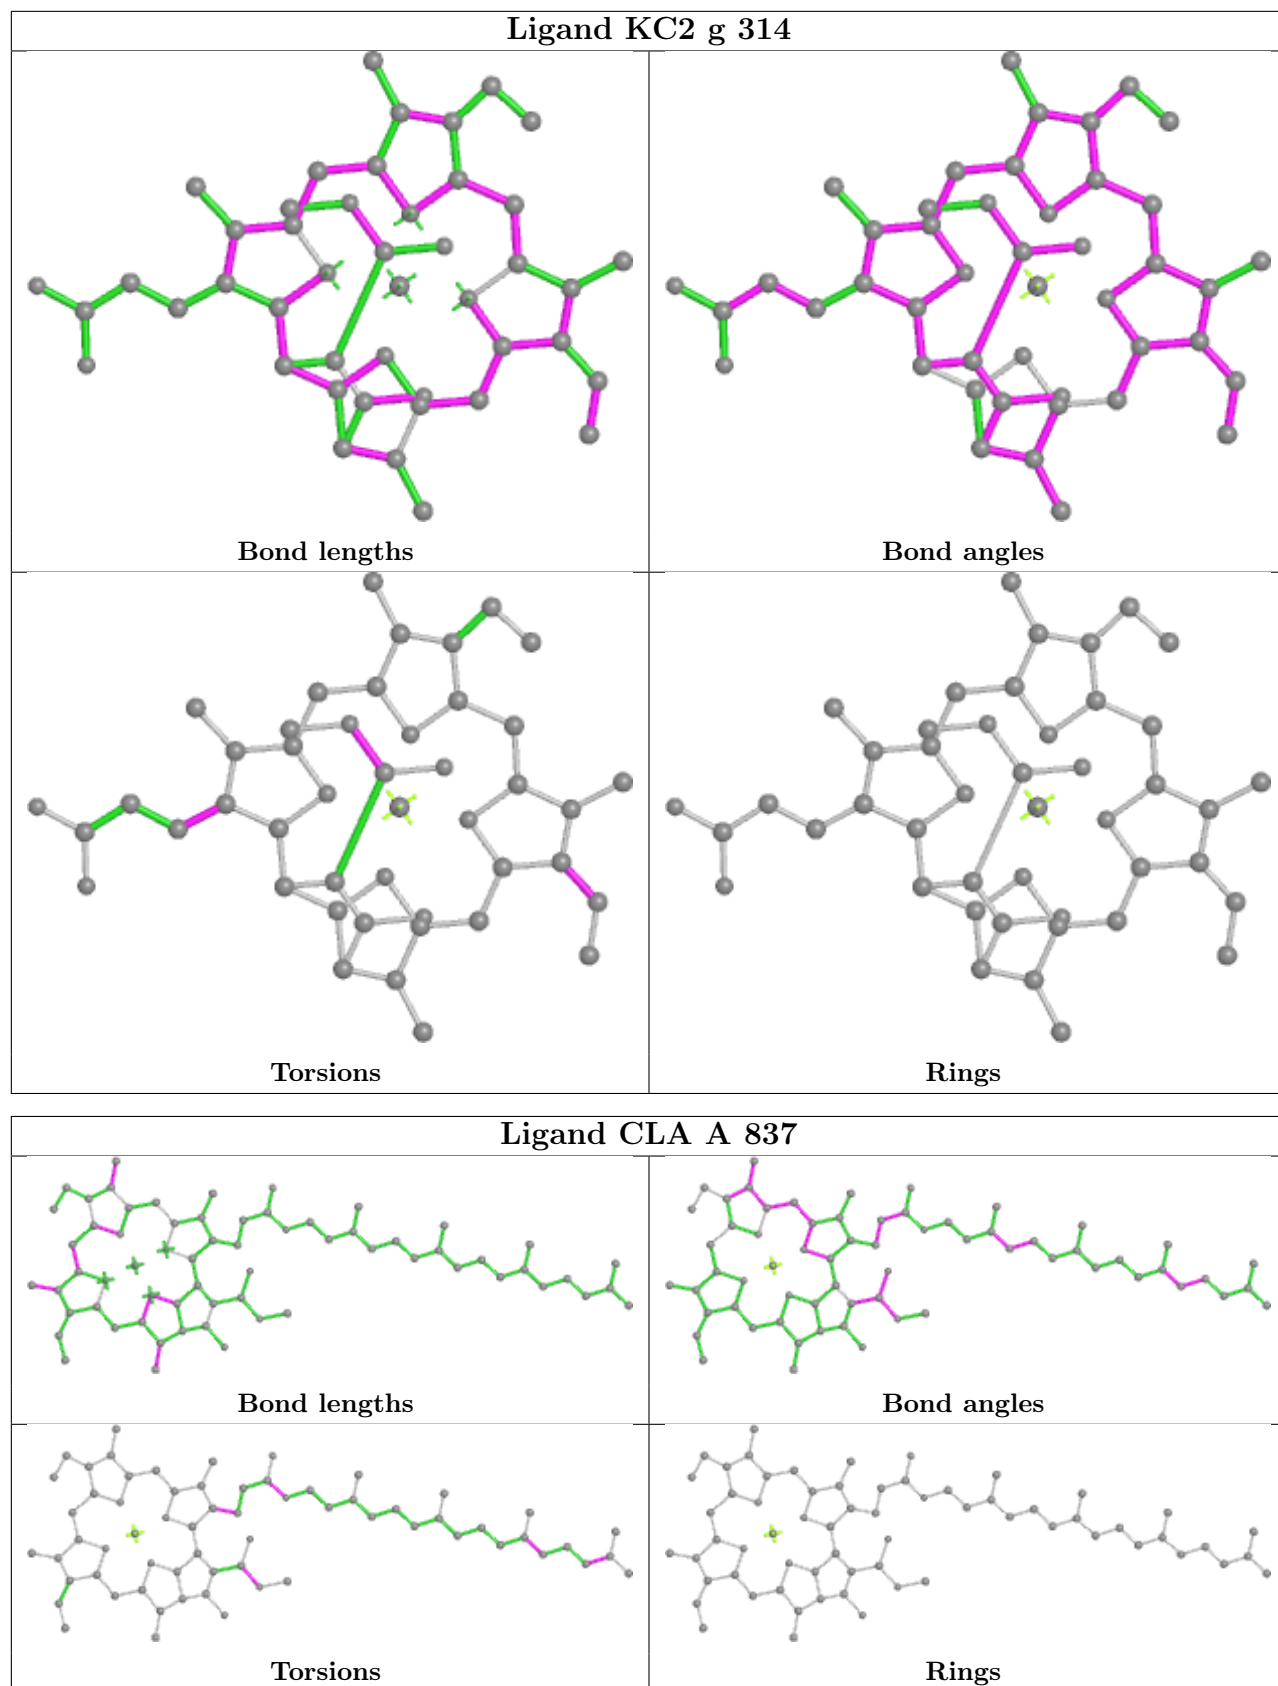 Ligand KC2 g 314
Bond lengths
Bond angles
Torsions
Rings
Ligand CLA A 837
Bond lengths
Bond angles
Torsions
Rings